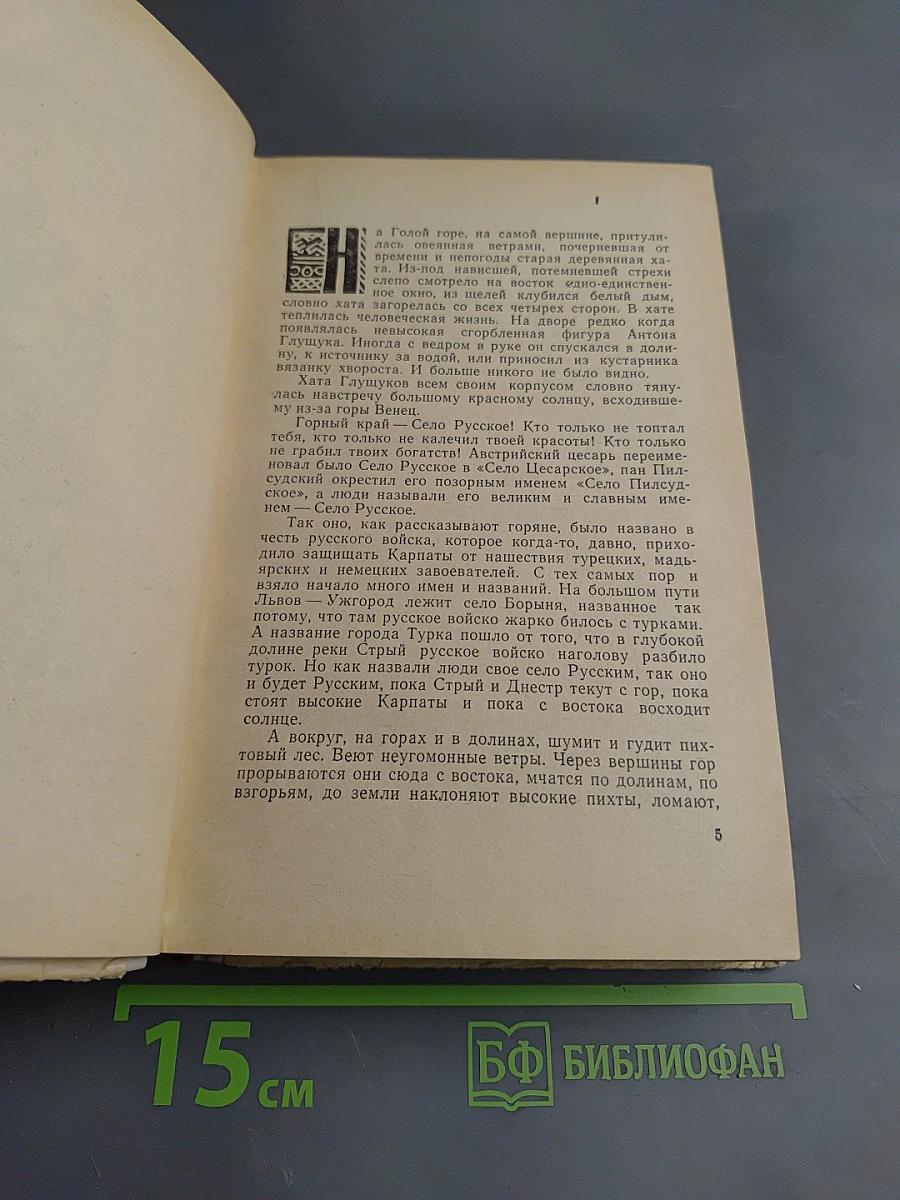 I
На Голой горе, на самой вершине, притули-
лась овеянная ветрами, почерневшая от
времени и непогоды старая деревянная ха-
та. Из-под нависшей, потемневшей стрехи
слепо смотрело на восток одно-единствен-
ное окно, из щелей клубился белый дым,
словно хата загорелась со всех четырех сторон. В хате
теплилась человеческая жизнь. На дворе редко когда
появлялась невысокая сгорбленная фигура Антона
Глущука. Иногда с ведром в руке он спускался в доли-
ну, к источнику за водой, или приносил из кустарника
вязанку хвороста. И больше никого не было видно.
Хата Глущуков всем своим корпусом словно тяну-
лась навстречу большому красному солнцу, всходивше-
му из-за горы Венец.
Горный край — Село Русское! Кто только не топтал
тебя, кто только не калечил твоей красоты! Кто только
не грабил твоих богатств! Австрийский цесарь переиме-
новал было Село Русское в «Село Цесарское», пан Пил-
судский окрестил его позорным именем «Село Пилсуд-
ское», а люди называли его великим и славным име-
нем — Село Русское.
Так оно, как рассказывают горяне, было названо в
честь русского войска, которое когда-то, давно, прихо-
дило защищать Карпаты от нашествия турецких, мадь-
ярских и немецких завоевателей. С тех самых пор и
взяло начало много имен и названий. На большом пути
Львов — Ужгород лежит село Борыня, названное так
потому, что там русское войско жарко билось с турками.
А название города Турка пошло от того, что в глубокой
долине реки Стрый русское войско наголову разбило
турок. Но как назвали люди свое село Русским, так оно
и будет Русским, пока Стрый и Днестр текут с гор, пока
стоят высокие Карпаты и пока с востока восходит
солнце.
А вокруг, на горах и в долинах, шумит и гудит пих-
товый лес. Веют неугомонные ветры. Через вершины гор
прорываются они сюда с востока, мчатся по долинам, по
взгорьям, до земли наклоняют высокие пихты, ломают,
5
15 см
БФ БИБЛИОФАН